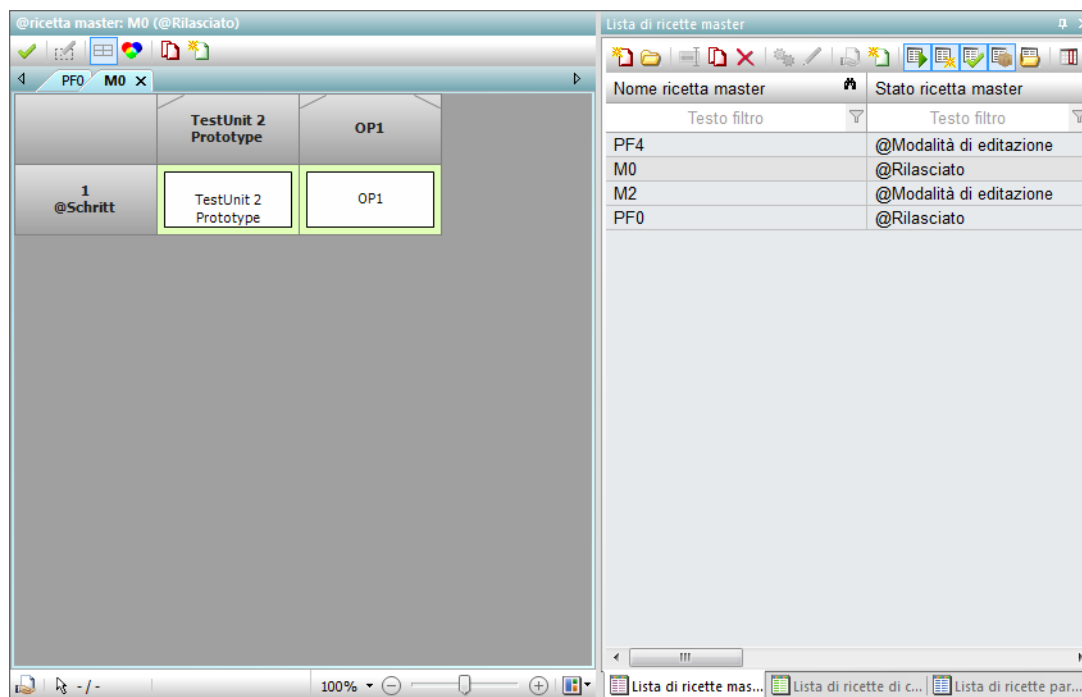 @ricetta master: M0 (@Rilasciato)
PF0
M0
TestUnit 2
Prototype
OP1
1
@Schritt
TestUnit 2
Prototype
OP1
-/-
100%
Lista di ricette master
Nome ricetta master
Stato ricetta master
Testo filtro
Testo filtro
PF4
@Modalità di editazione
M0
@Rilasciato
M2
@Modalità di editazione
PF0
@Rilasciato
Lista di ricette mas...
Lista di ricette di c...
Lista di ricette par...